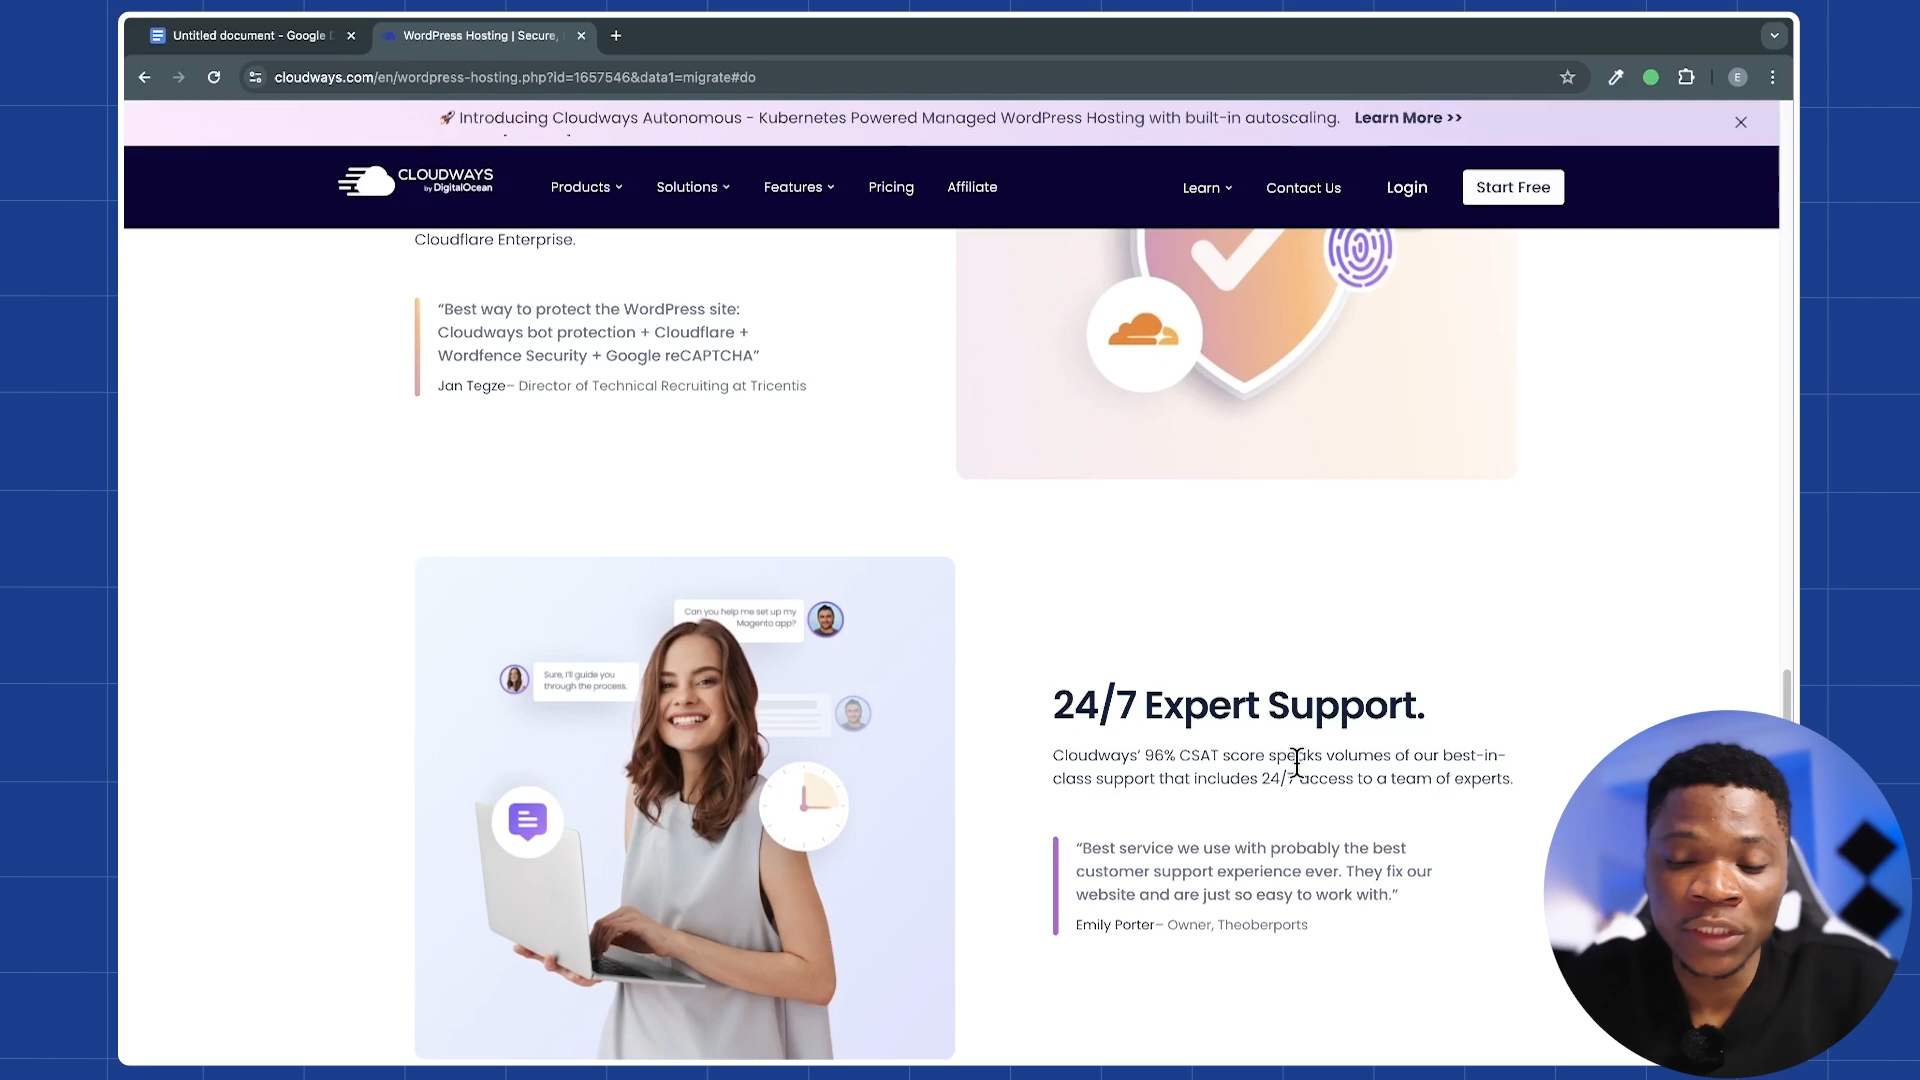 Untitled document - Google
WordPress Hosting | Secure,
cloudways.com/en/wordpress-hosting.php?id=1657546&data1=migrate#do
E
🚀 Introducing Cloudways Autonomous - Kubernetes Powered Managed WordPress Hosting with built-in autoscaling. Learn More >>
CLOUDWAYS
by DigitalOcean
Products
Solutions
Features
Pricing
Affiliate
Learn
Contact Us
Login
Start Free
Cloudflare Enterprise.
“Best way to protect the WordPress site:
Cloudways bot protection + Cloudflare +
Wordfence Security + Google reCAPTCHA”
Jan Tegze– Director of Technical Recruiting at Tricentis
Can you help me set up my
Magento app?
Sure, I'll guide you
through the process.
24/7 Expert Support.
Cloudways’ 96% CSAT score speaks volumes of our best-in-
class support that includes 24/7 access to a team of experts.
“Best service we use with probably the best
customer support experience ever. They fix our
website and are just so easy to work with.”
Emily Porter– Owner, Theoberports